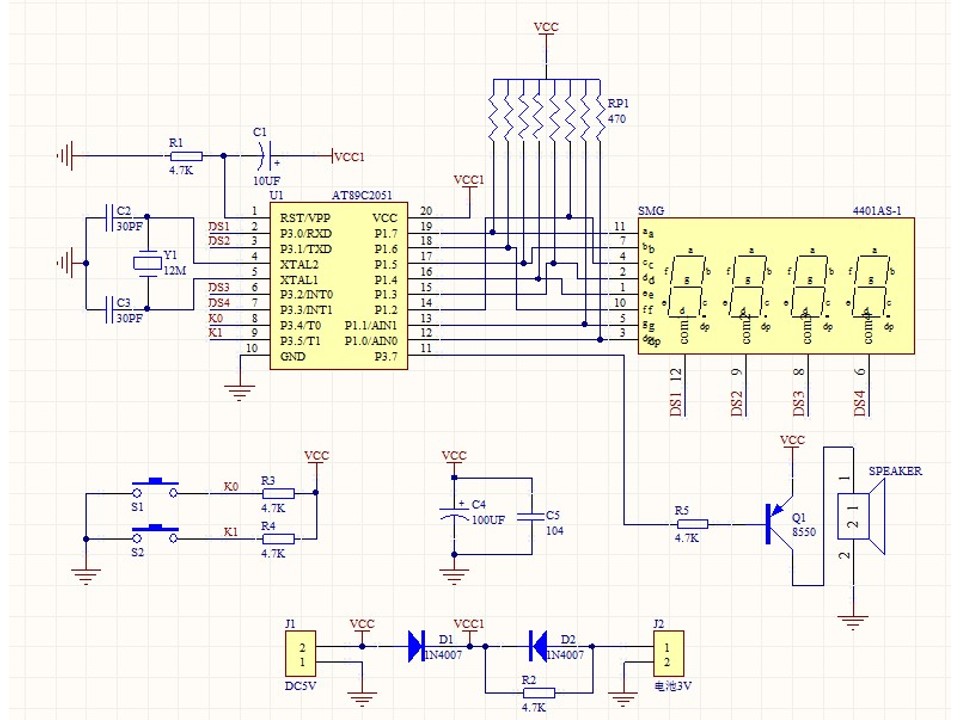 VCC
RP1
470
R1
4.7K
C1
+
10UF
VCC1
U1
AT89C2051
VCC1
C2
30PF
Y1
12M
C3
30PF
DS1
DS2
DS3
DS4
K0
K1
1 RST/VPP VCC 20
2 P3.0/RXD P1.7 19
3 P3.1/TXD P1.6 18
4 XTAL2 P1.5 17
5 XTAL1 P1.4 16
6 P3.2/INT0 P1.3 15
7 P3.3/INT1 P1.2 14
8 P3.4/T0 P1.1/AIN1 13
9 P3.5/T1 P1.0/AIN0 12
10 GND P3.7 11
SMG
4401AS-1
11 a a
7 b b
4 c c
2 d d
1 e e
10 f f
5 g g
3 dp
a a a a
f b f b f b f b
g g g g
e c e c e c e c
d d d d
dp dp dp dp
com1 com2 com3 com4
12 9 8 6
DS1 DS2 DS3 DS4
VCC
S1
K0
R3
4.7K
S2
K1
R4
4.7K
VCC
+
C4
100UF
C5
104
VCC
R5
4.7K
Q1
8550
SPEAKER
1
2 1
2
J1
2
1
DC5V
VCC
D1
1N4007
VCC1
D2
1N4007
R2
4.7K
J2
1
2
电池3V